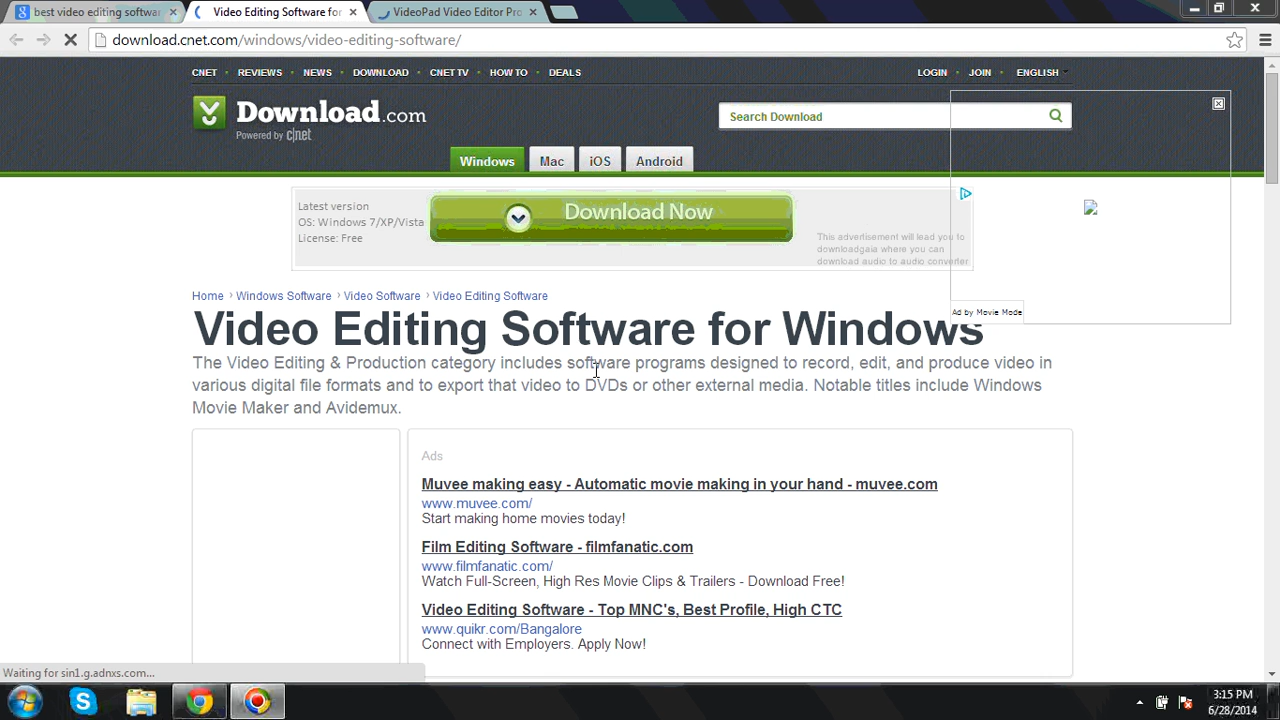 best video editing softwar
Video Editing Software for
VideoPad Video Editor Pro
download.cnet.com/windows/video-editing-software/
CNET REVIEWS NEWS DOWNLOAD CNET TV HOW TO DEALS LOGIN JOIN ENGLISH
Download.com
Powered by c|net
Search Download
Windows Mac iOS Android
Latest version
OS: Windows 7/XP/Vista
License: Free
Download Now
This advertisement will lead you to
downloadgaia where you can
download audio to audio converter
Ad by Movie Mode
Home › Windows Software › Video Software › Video Editing Software
Video Editing Software for Windows
The Video Editing & Production category includes software programs designed to record, edit, and produce video in
various digital file formats and to export that video to DVDs or other external media. Notable titles include Windows
Movie Maker and Avidemux.
Ads
Muvee making easy - Automatic movie making in your hand - muvee.com
www.muvee.com/
Start making home movies today!
Film Editing Software - filmfanatic.com
www.filmfanatic.com/
Watch Full-Screen, High Res Movie Clips & Trailers - Download Free!
Video Editing Software - Top MNC's, Best Profile, High CTC
www.quikr.com/Bangalore
Connect with Employers. Apply Now!
Waiting for sin1.g.adnxs.com...
3:15 PM
6/28/2014